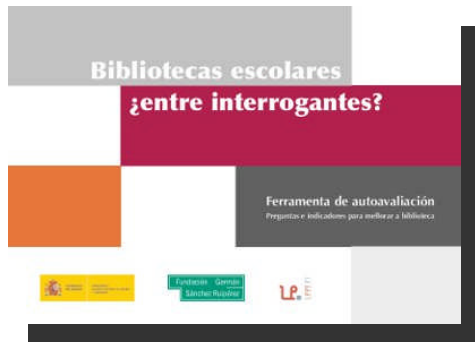 Bibliotecas escolares
¿entre interrogantes?
Ferramenta de autoavaliación
Preguntas e indicadores para mellorar a biblioteca
Fundación Germán
Sánchez Ruipérez